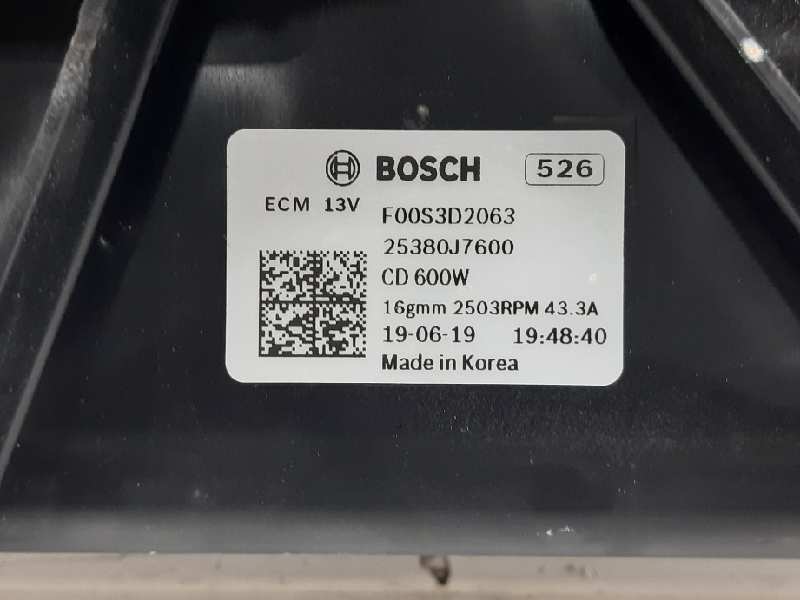 BOSCH 526
ECM 13V F00S3D2063
25380J7600
CD 600W
16gmm 2503RPM 43.3A
19-06-19 19:48:40
Made in Korea